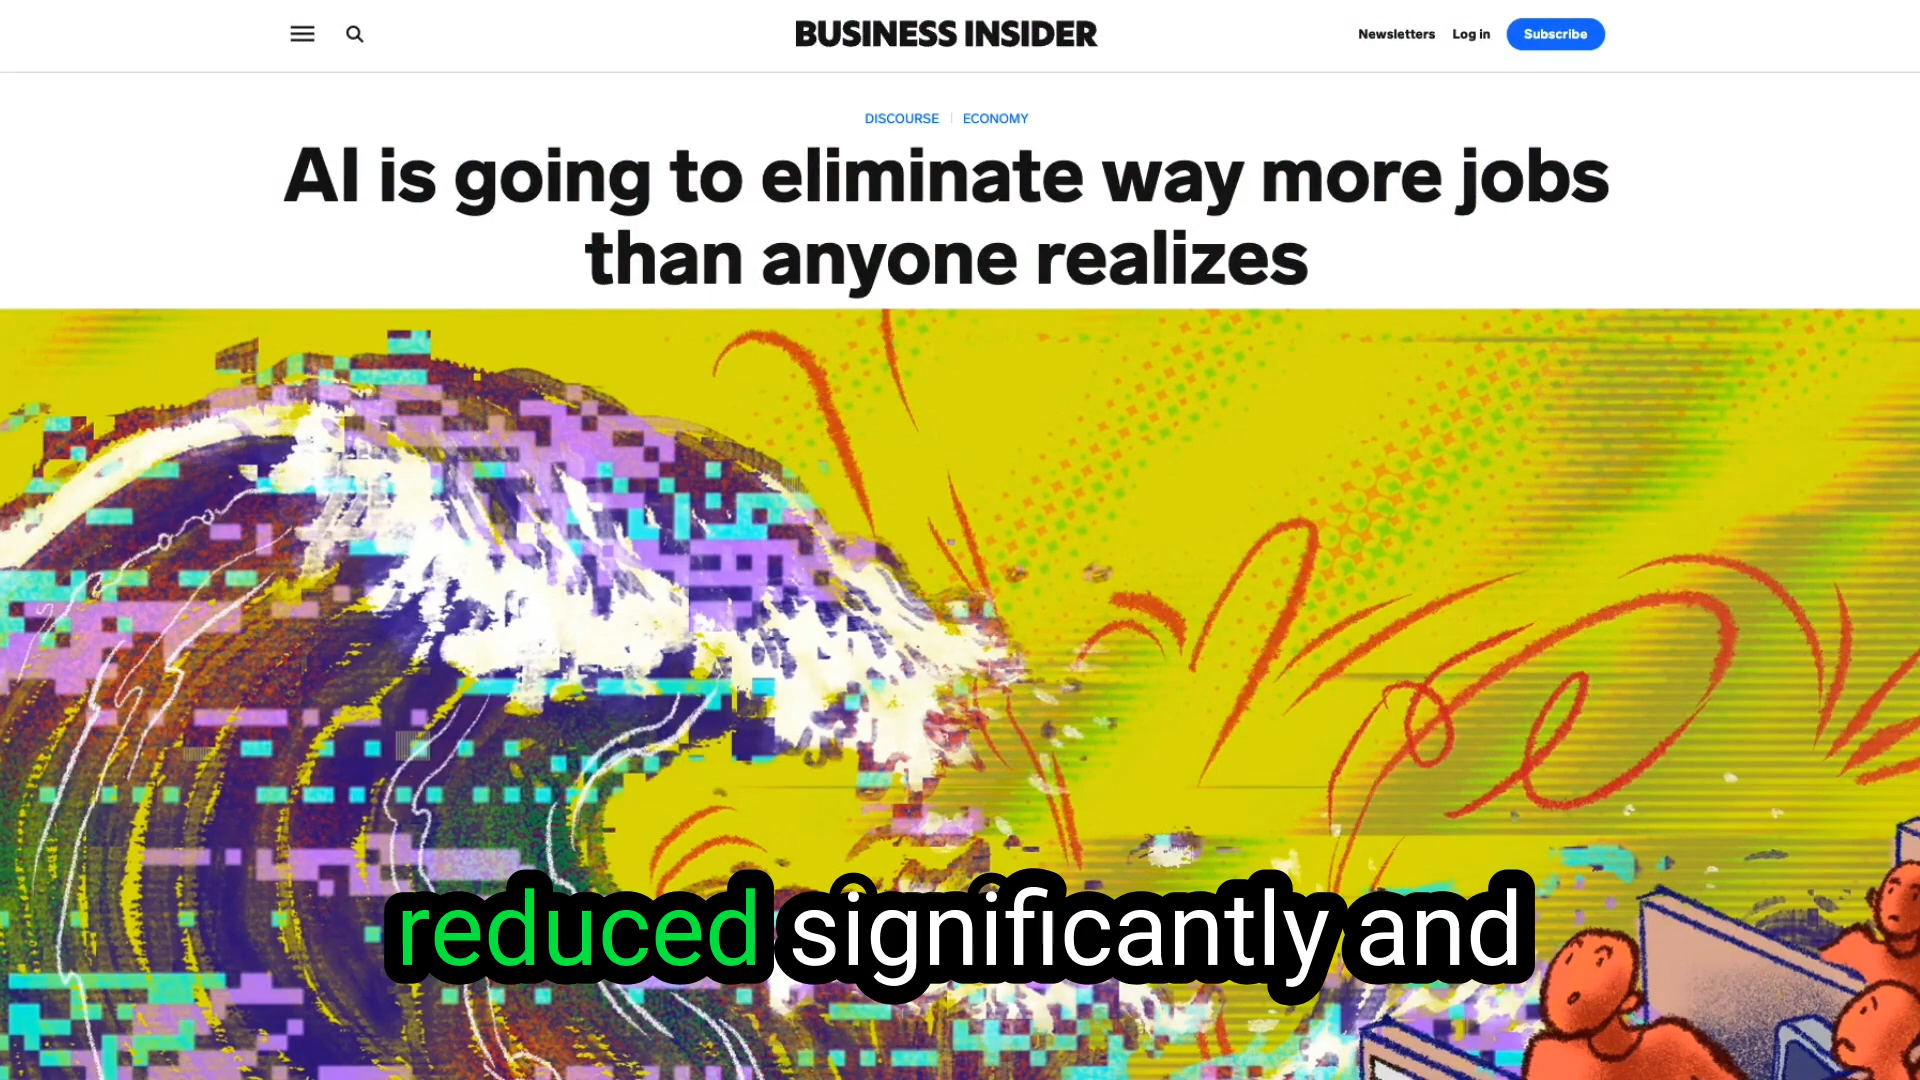 BUSINESS INSIDER
Newsletters Log in Subscribe
DISCOURSE ECONOMY
AI is going to eliminate way more jobs
than anyone realizes
reduced significantly and